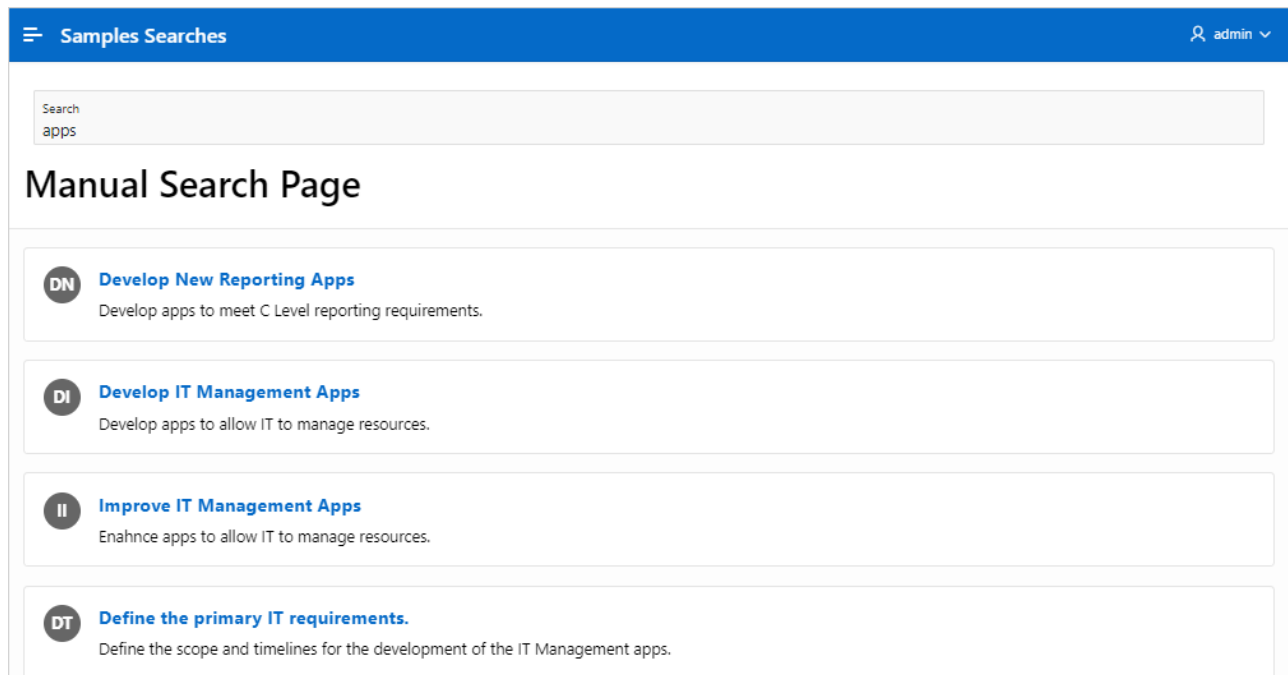 Samples Searches
admin
Search
apps
Manual Search Page
DN
Develop New Reporting Apps
Develop apps to meet C Level reporting requirements.
DI
Develop IT Management Apps
Develop apps to allow IT to manage resources.
II
Improve IT Management Apps
Enahnce apps to allow IT to manage resources.
DT
Define the primary IT requirements.
Define the scope and timelines for the development of the IT Management apps.